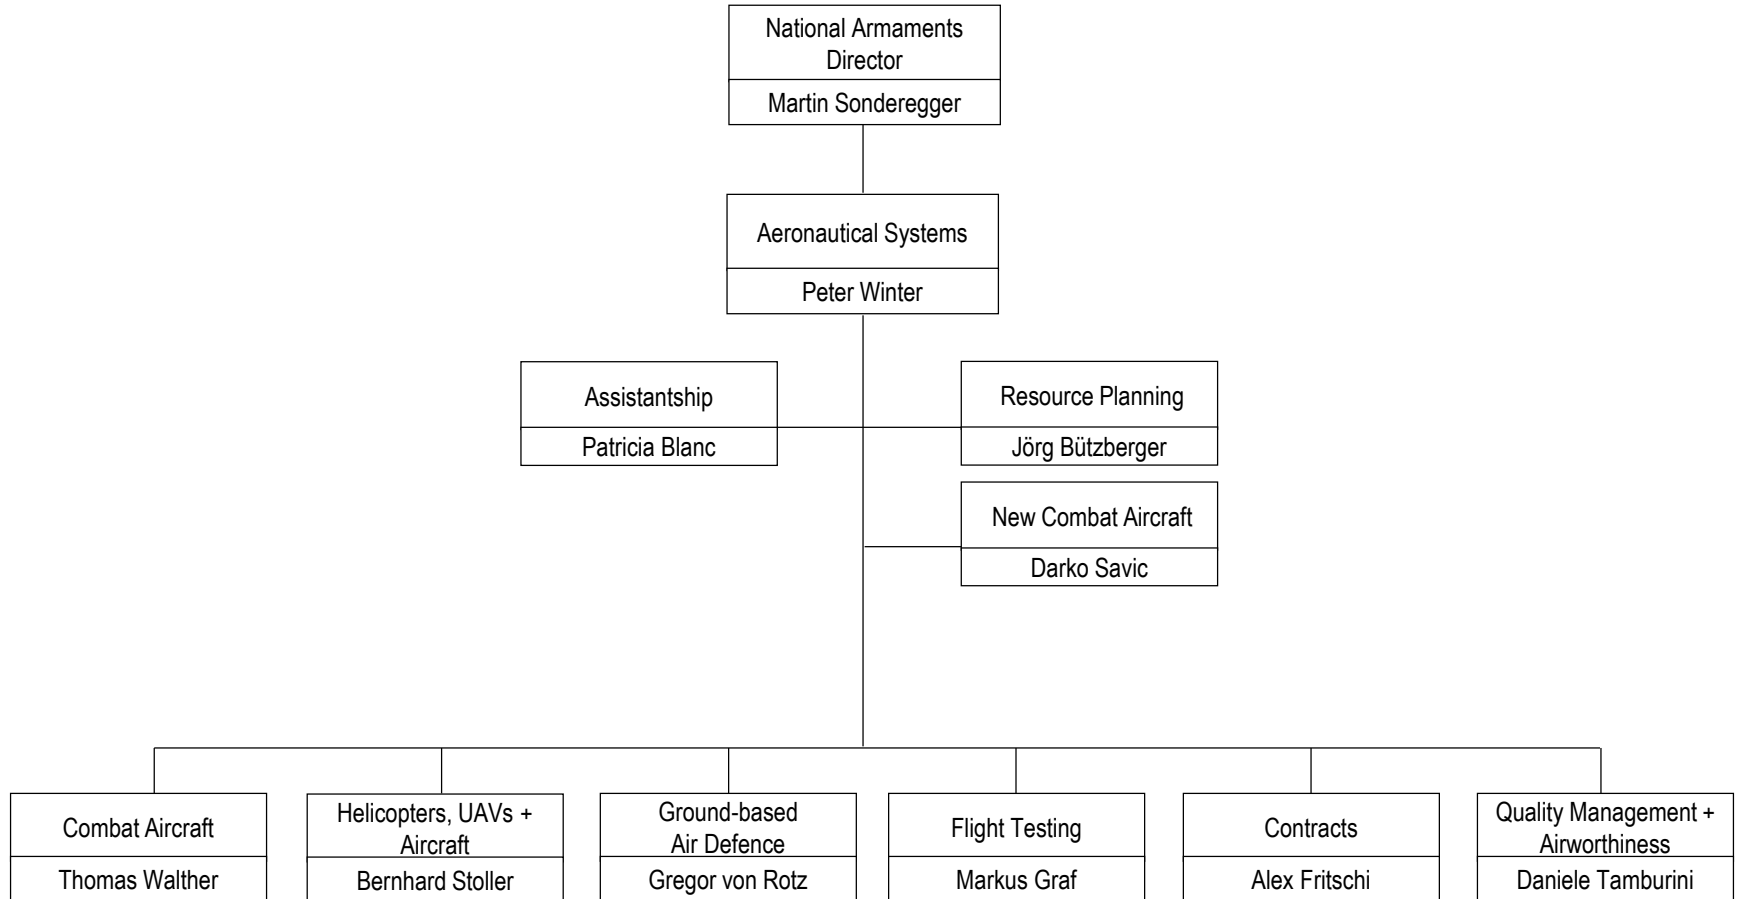 National Armaments
Director
Martin Sonderegger
Aeronautical Systems
Peter Winter
Assistantship
Patricia Blanc
Resource Planning
Jörg Bützberger
New Combat Aircraft
Darko Savic
Combat Aircraft
Thomas Walther
Helicopters, UAVs +
Aircraft
Bernhard Stoller
Ground-based
Air Defence
Gregor von Rotz
Flight Testing
Markus Graf
Contracts
Alex Fritschi
Quality Management +
Airworthiness
Daniele Tamburini